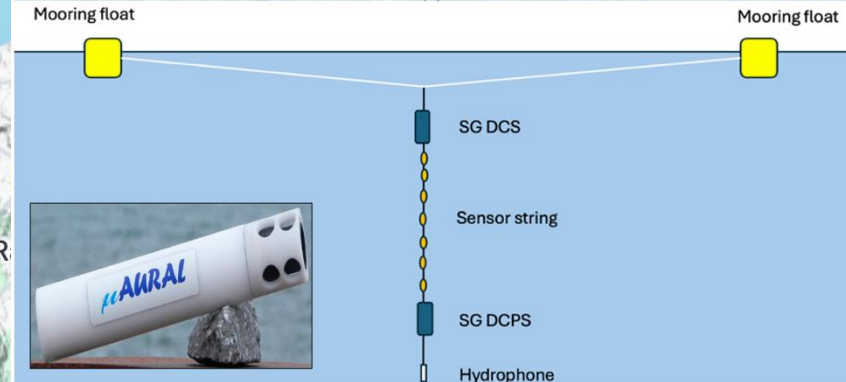 Mooring float
Mooring float
SG DCS
Sensor string
µAURAL
SG DCPS
Hydrophone